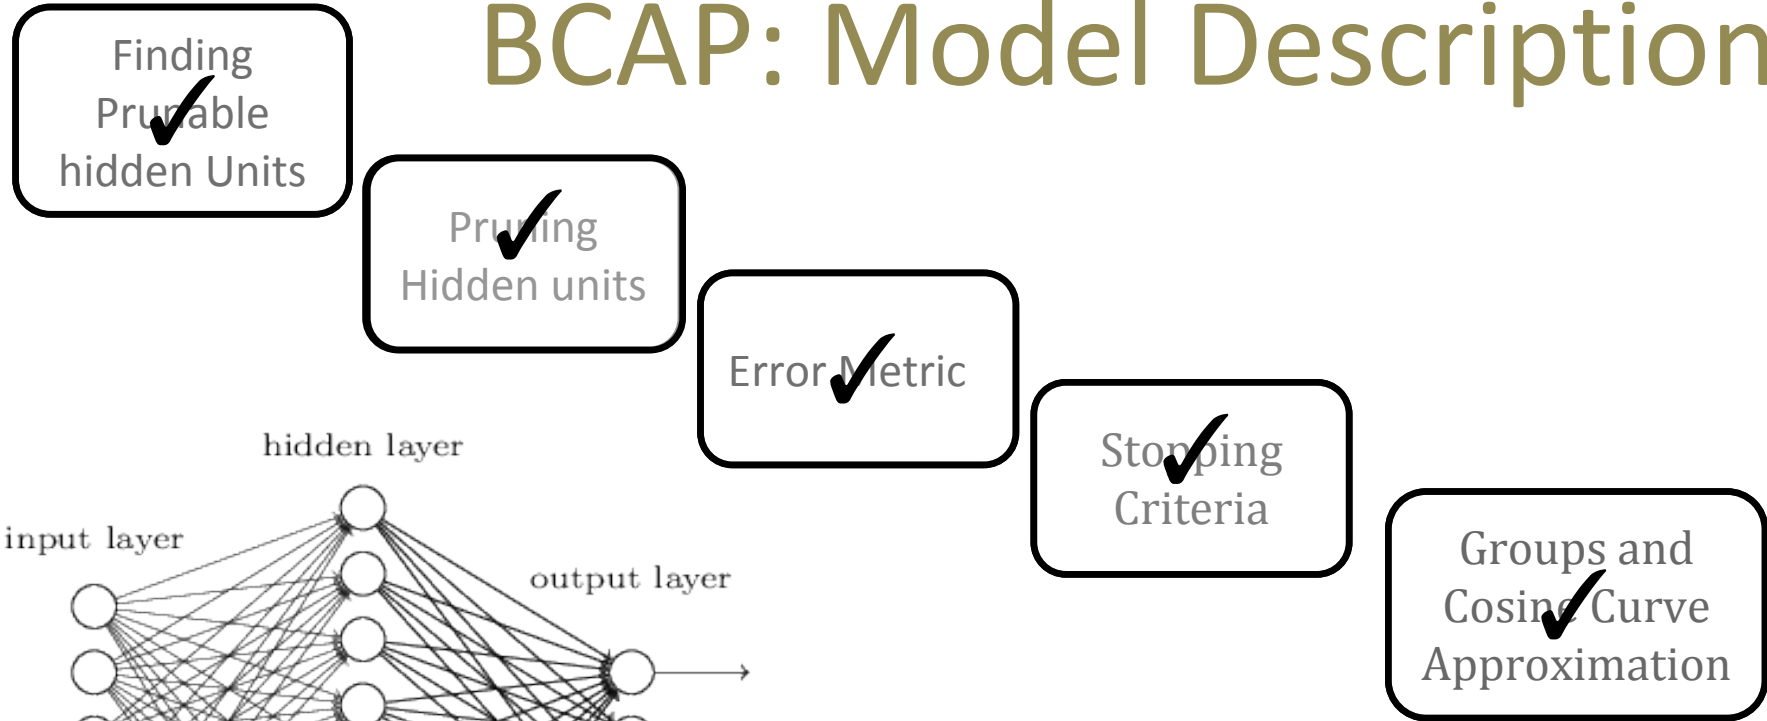 BCAP: Model Description
Finding
Prunable
hidden Units
Pruning
Hidden units
Error Metric
Stopping
Criteria
Groups and
Cosine Curve
Approximation
hidden layer
input layer
output layer